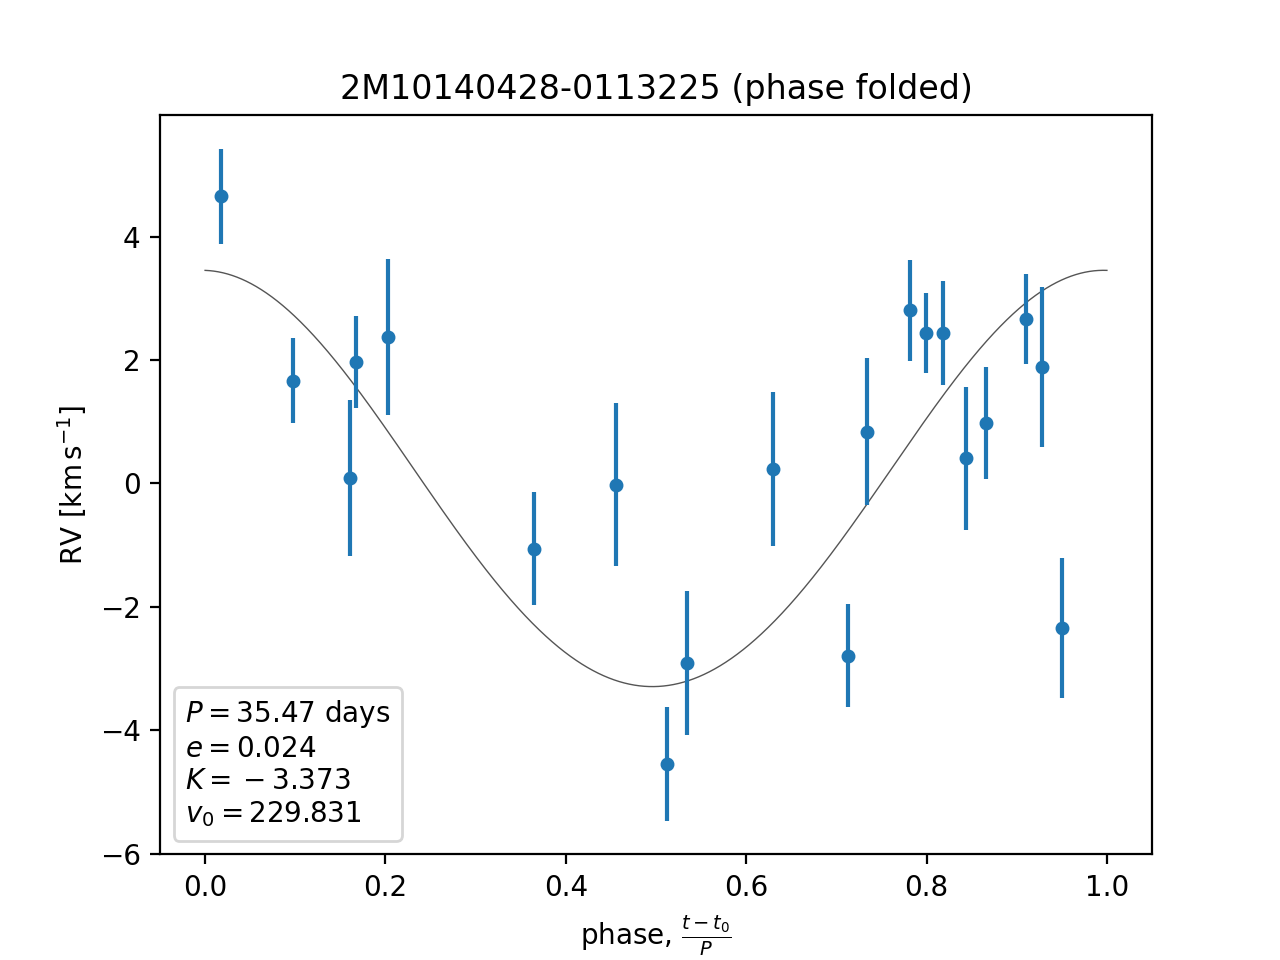 2M10140428-0113225 (phase folded)
RV [km s⁻¹]
4
2
0
−2
−4
−6
P = 35.47 days
e = 0.024
K = −3.373
v₀ = 229.831
0.0 0.2 0.4 0.6 0.8 1.0
phase, (t − t₀)/P